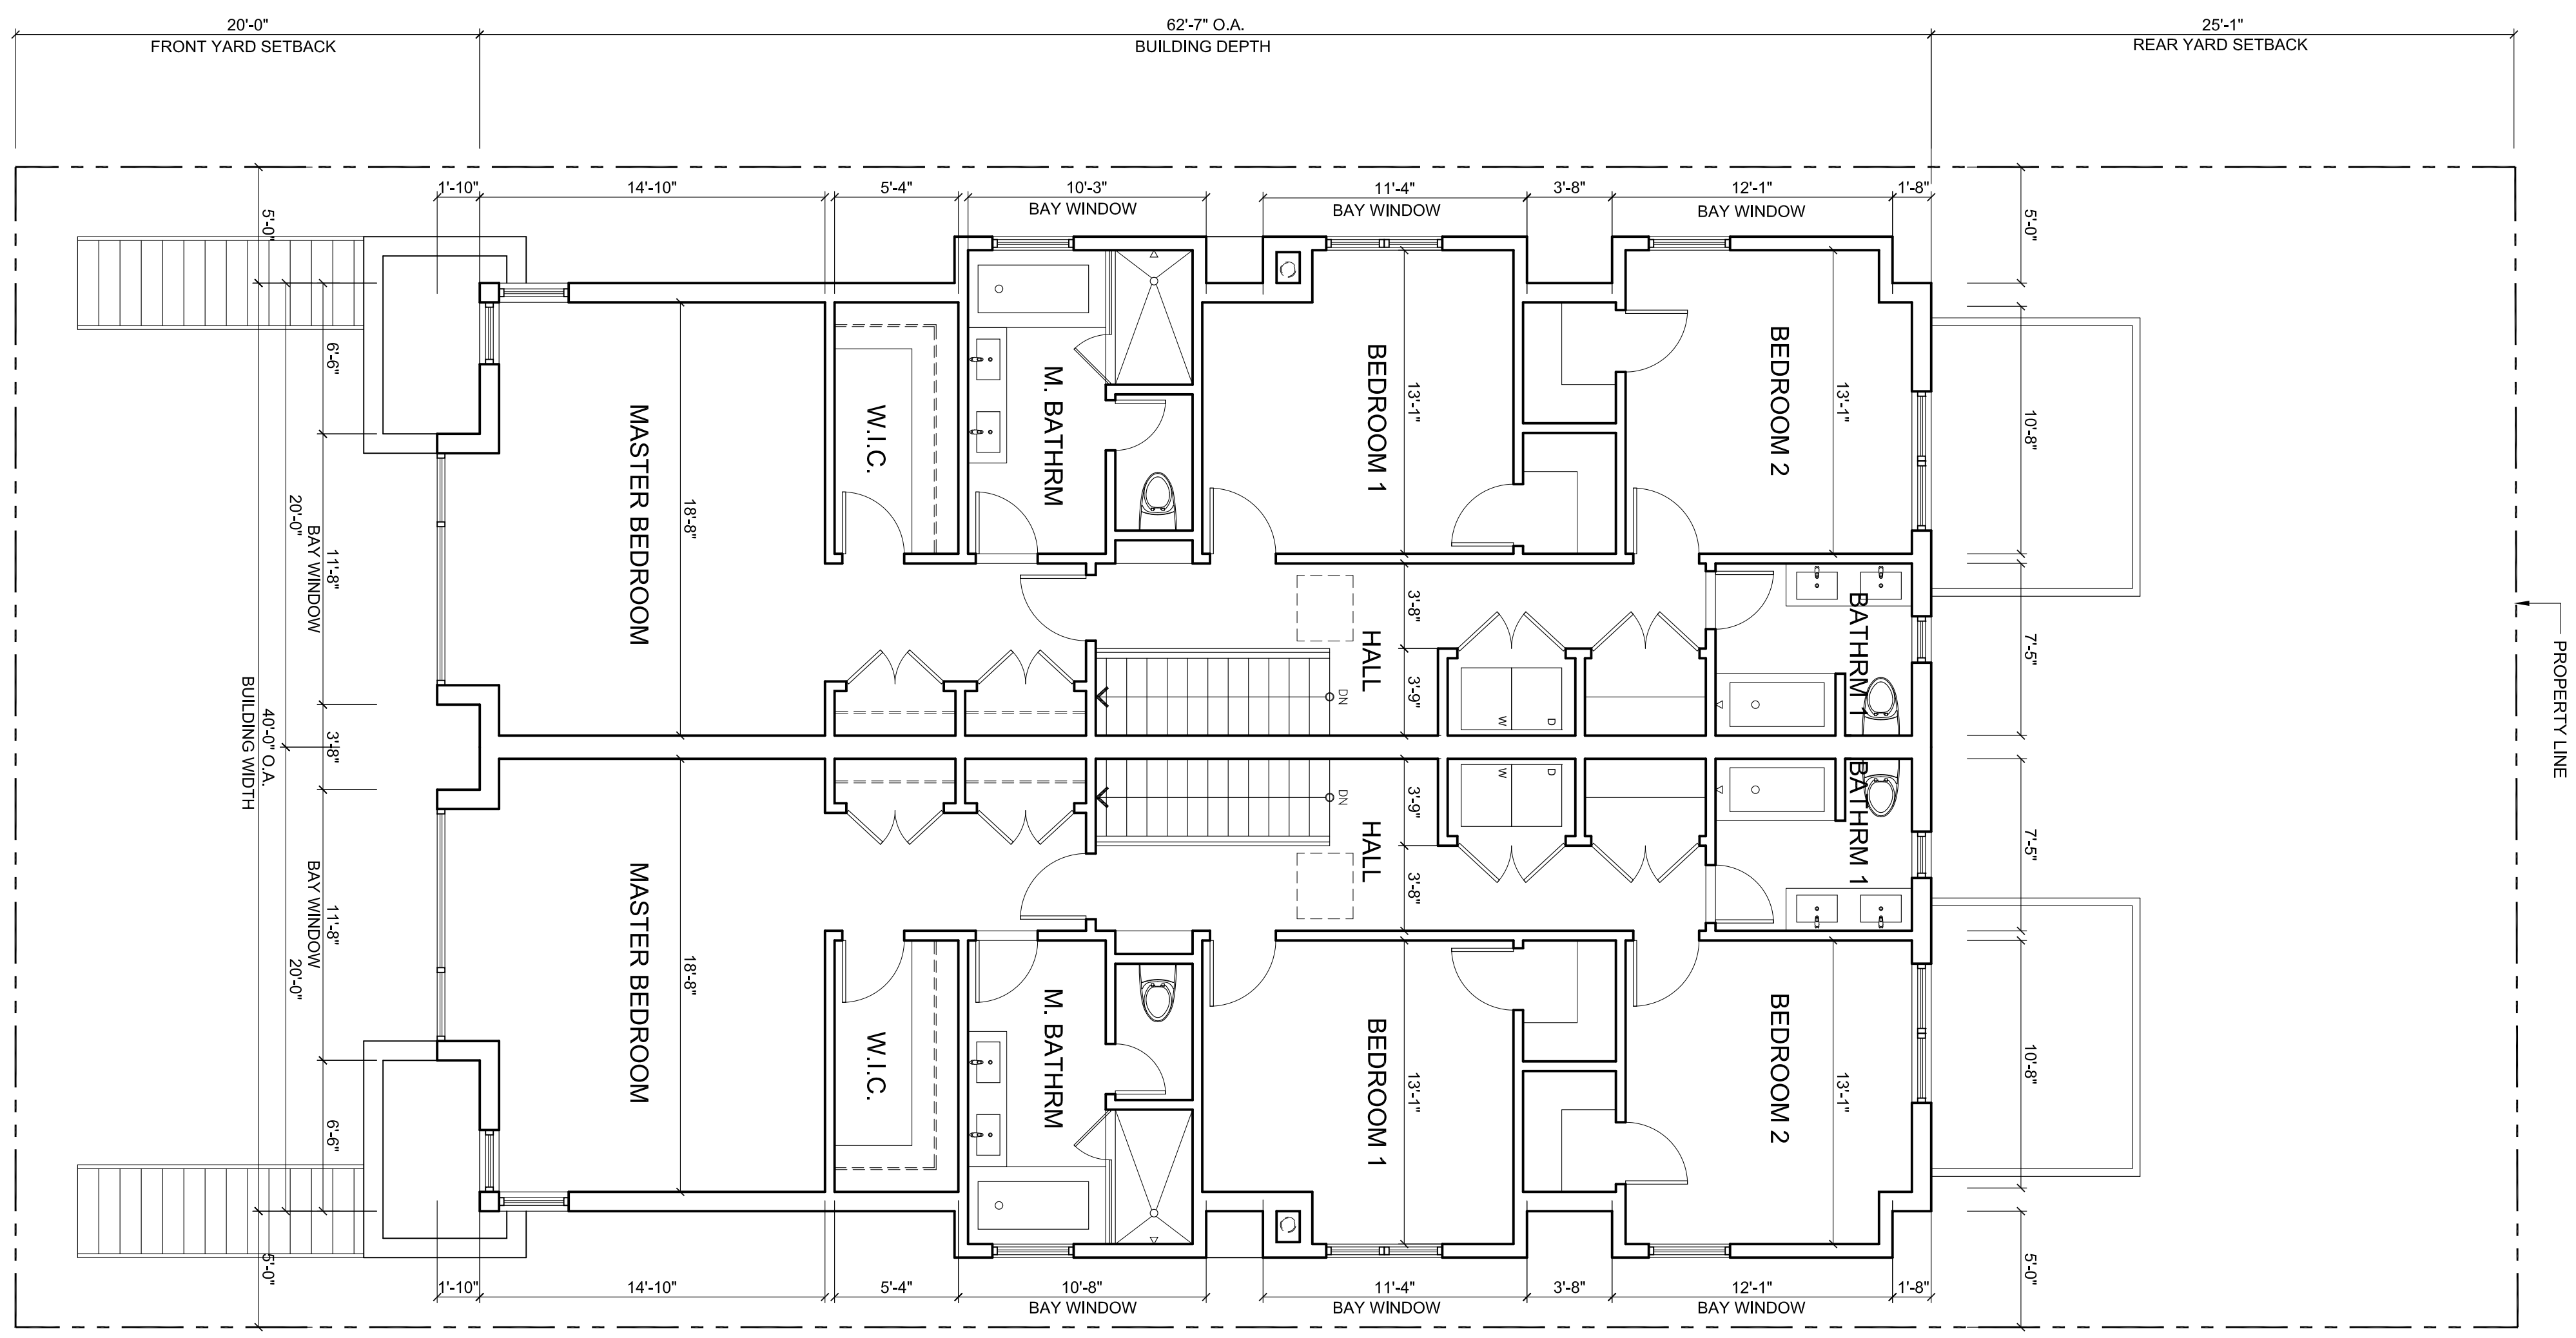 20'-0"
FRONT YARD SETBACK
62'-7" O.A.
BUILDING DEPTH
25'-1"
REAR YARD SETBACK
1'-10"
14'-10"
5'-4"
10'-3"
BAY WINDOW
11'-4"
BAY WINDOW
3'-8"
12'-1"
BAY WINDOW
1'-8"
5'-0"
6'-6"
11'-8"
BAY WINDOW
20'-0"
3'-8"
40'-0" O.A.
BUILDING WIDTH
11'-8"
BAY WINDOW
20'-0"
6'-6"
5'-0"
MASTER BEDROOM
18'-8"
W.I.C.
M. BATHRM
BEDROOM 1
13'-1"
BEDROOM 2
13'-1"
HALL
3'-8"
3'-9"
DN
W
D
BATHRM 1
5'-0"
10'-8"
7'-5"
PROPERTY LINE
MASTER BEDROOM
18'-8"
W.I.C.
M. BATHRM
BEDROOM 1
13'-1"
BEDROOM 2
13'-1"
HALL
3'-9"
3'-8"
DN
W
D
BATHRM 1
7'-5"
10'-8"
5'-0"
1'-10"
14'-10"
5'-4"
10'-8"
BAY WINDOW
11'-4"
BAY WINDOW
3'-8"
12'-1"
BAY WINDOW
1'-8"